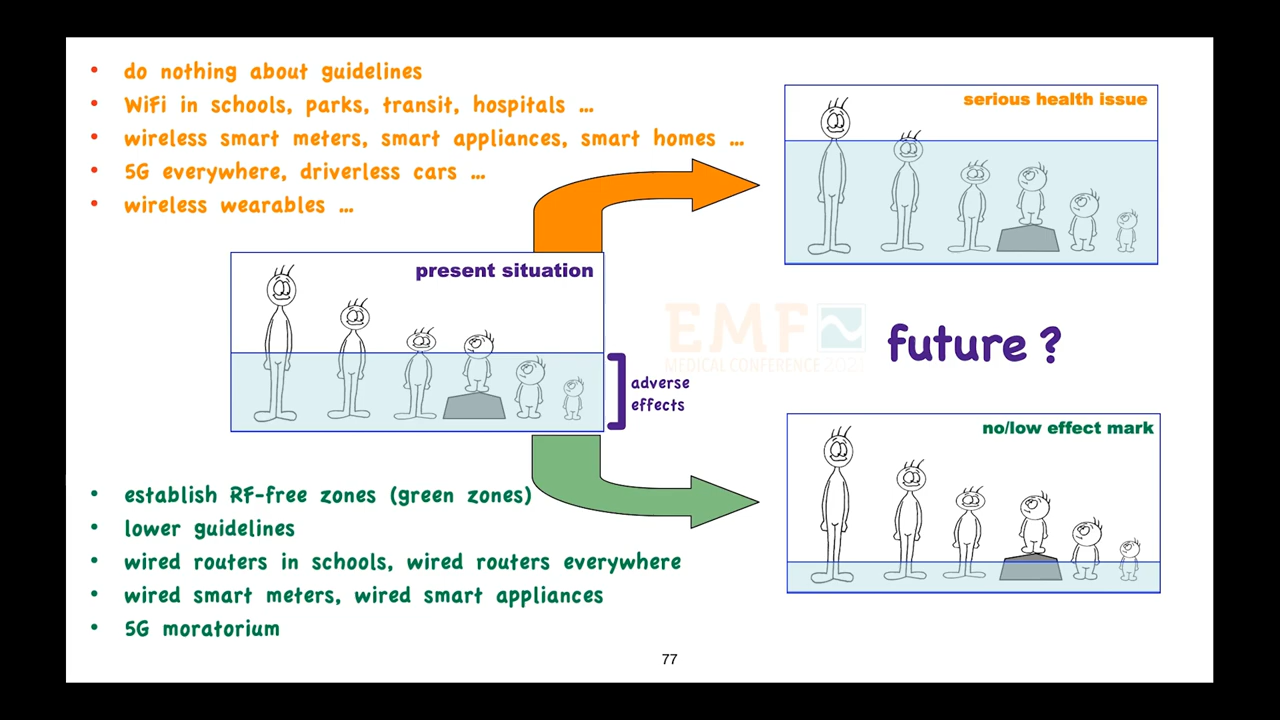 do nothing about guidelines
WiFi in schools, parks, transit, hospitals ...
wireless smart meters, smart appliances, smart homes ...
5G everywhere, driverless cars ...
wireless wearables ...
serious health issue
present situation
adverse
effects
EMF
MEDICAL CONFERENCE 2021
future ?
no/low effect mark
establish RF-free zones (green zones)
lower guidelines
wired routers in schools, wired routers everywhere
wired smart meters, wired smart appliances
5G moratorium
77